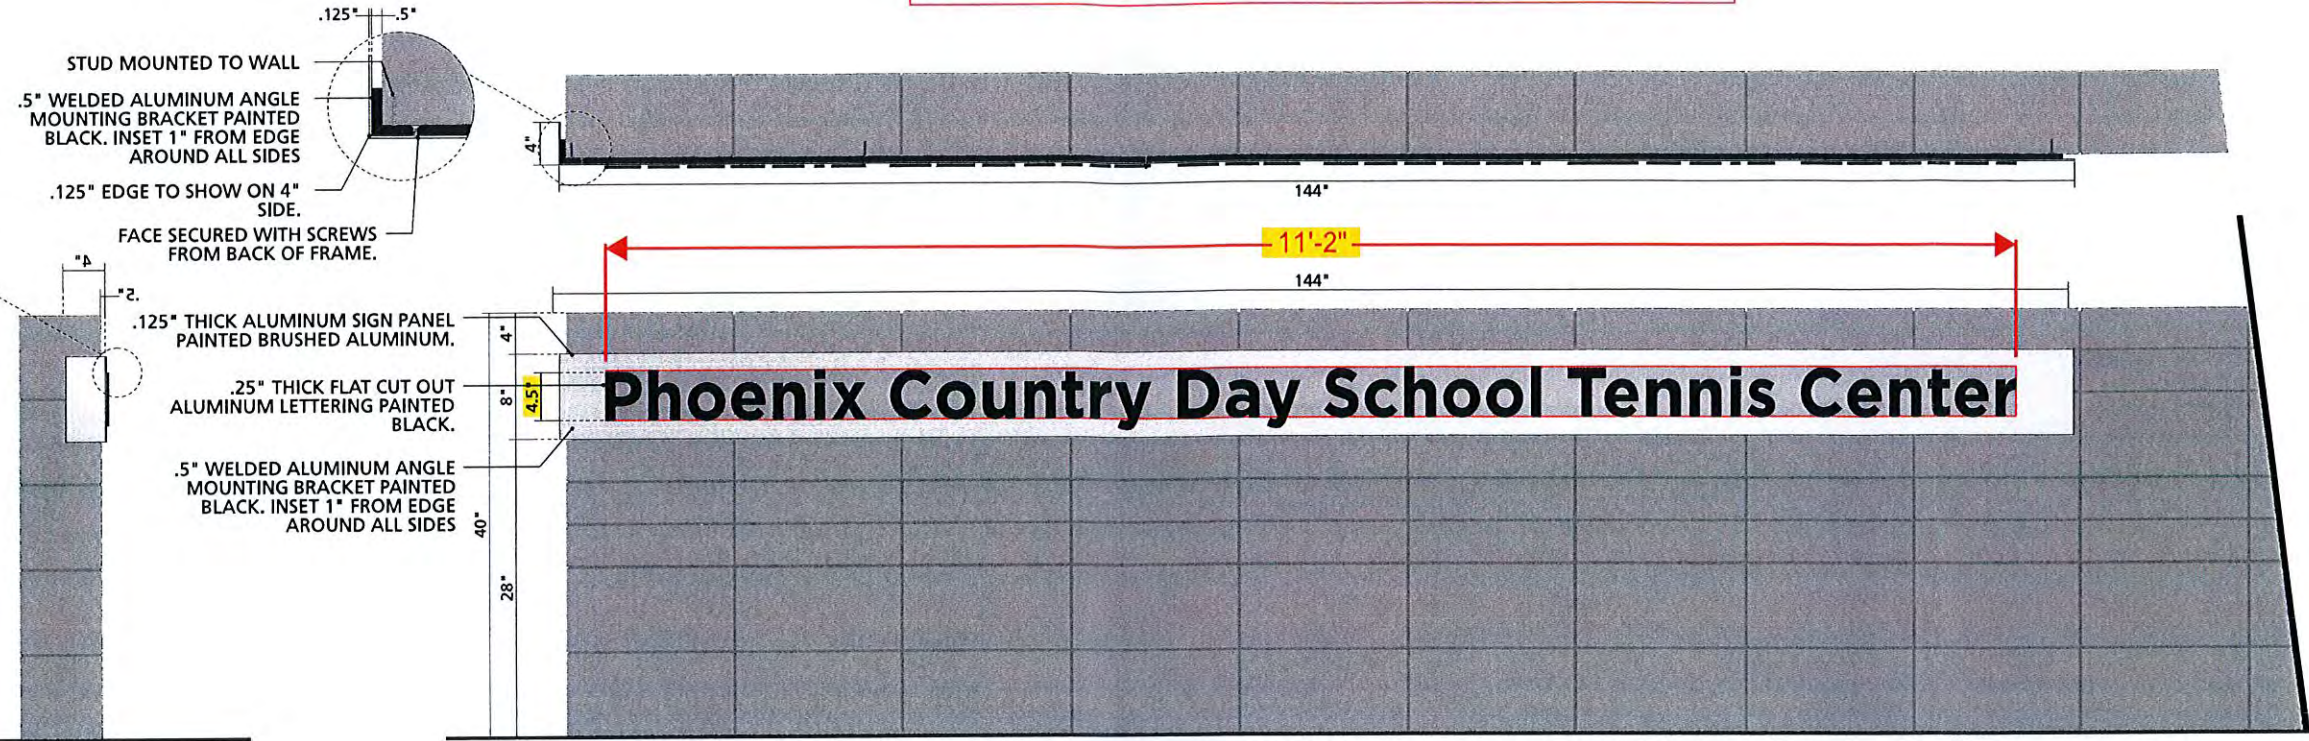 .125"
.5"
STUD MOUNTED TO WALL
.5" WELDED ALUMINUM ANGLE
MOUNTING BRACKET PAINTED
BLACK. INSET 1" FROM EDGE
AROUND ALL SIDES
.125" EDGE TO SHOW ON 4"
SIDE.
FACE SECURED WITH SCREWS
FROM BACK OF FRAME.
4"
144"
11'-2"
144"
4"
.5"
.125" THICK ALUMINUM SIGN PANEL
PAINTED BRUSHED ALUMINUM.
.25" THICK FLAT CUT OUT
ALUMINUM LETTERING PAINTED
BLACK.
.5" WELDED ALUMINUM ANGLE
MOUNTING BRACKET PAINTED
BLACK. INSET 1" FROM EDGE
AROUND ALL SIDES
4"
8"
4.5"
40"
28"
Phoenix Country Day School Tennis Center